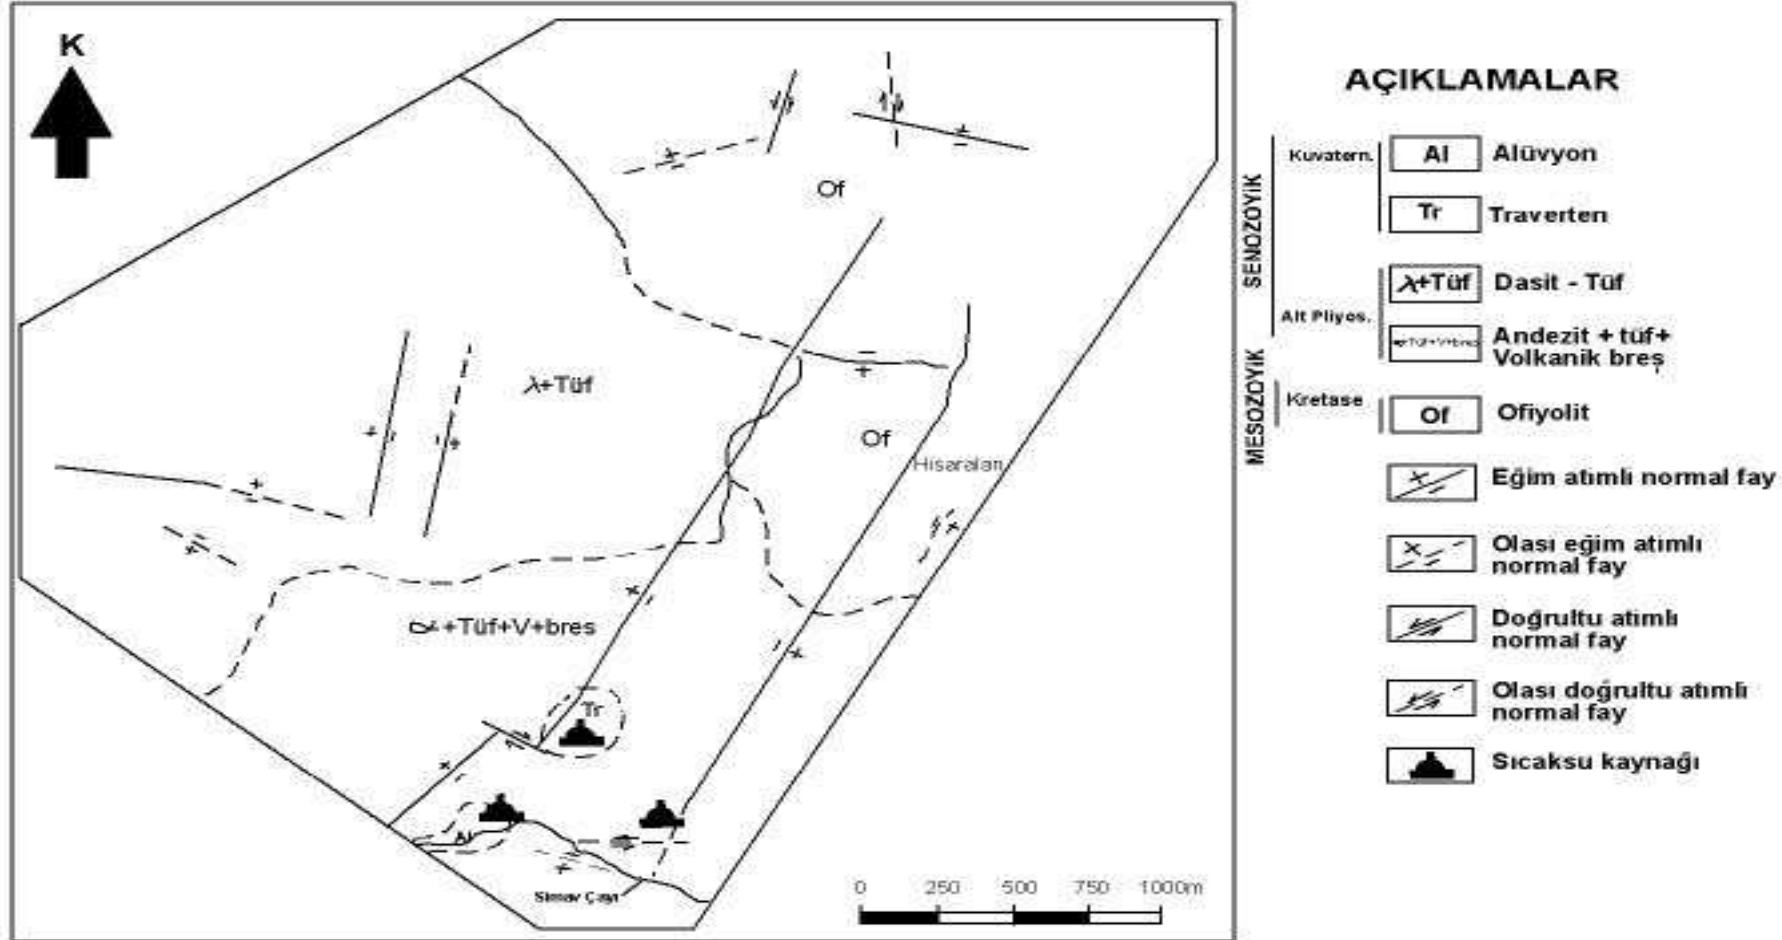 K
Of
λ+Tüf
Of
Hisaralan
+Tüf+V+bres
Tr
Al
Simav Çayı
0 250 500 750 1000m
AÇIKLAMALAR
SENOZOYİK
MESOZOYİK
Kuvatern.
Alt Pliyos.
Kretase
Al Alüvyon
Tr Traverten
λ+Tüf Dasit - Tüf
+Tüf+V+bres Andezit + tüf+
Volkanik breş
Of Ofiyolit
Eğim atımlı normal fay
Olası eğim atımlı
normal fay
Doğrultu atımlı
normal fay
Olası doğrultu atımlı
normal fay
Sıcaksu kaynağı